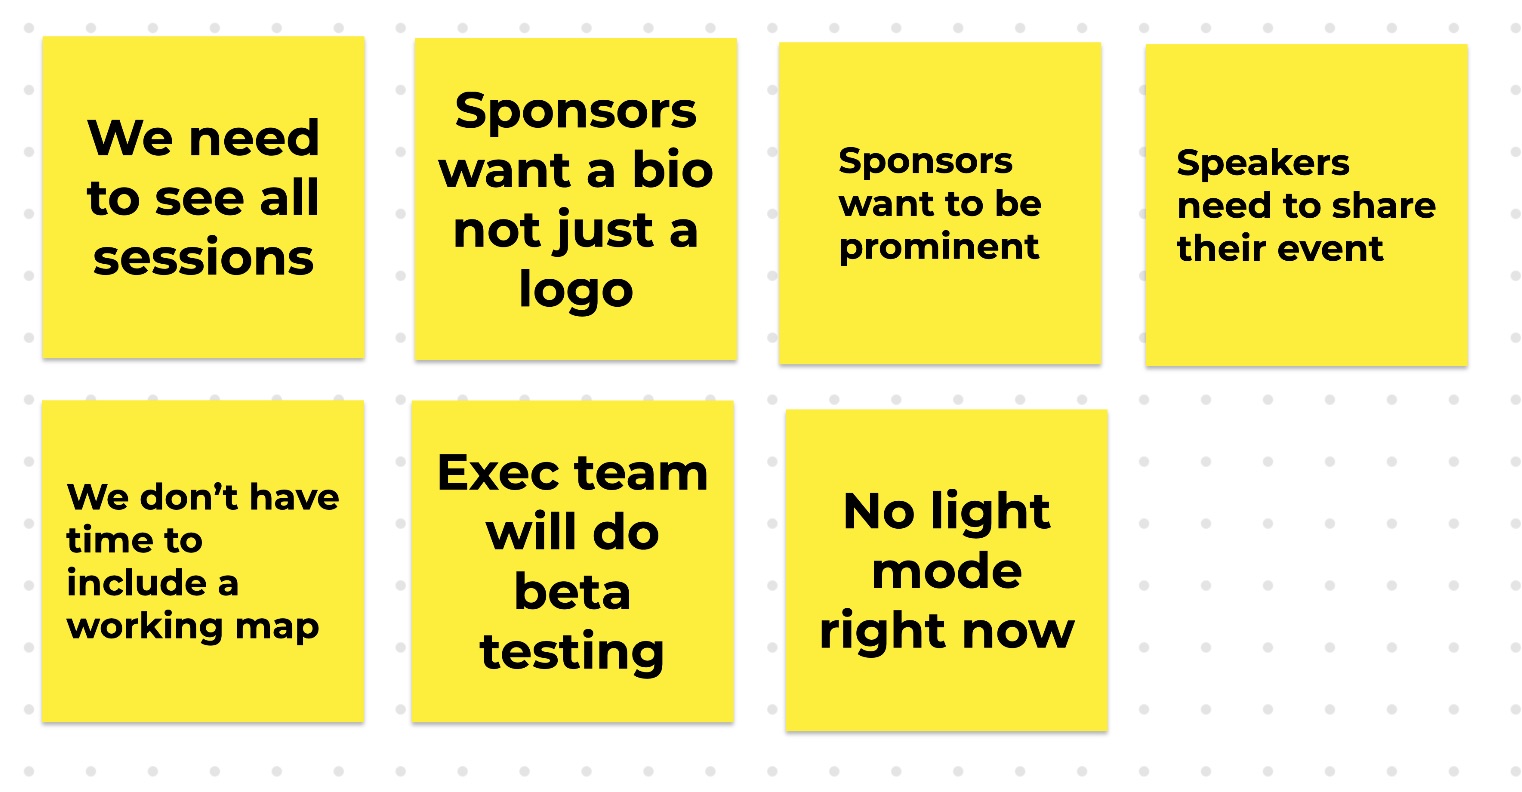 We need
to see all
sessions
Sponsors
want a bio
not just a
logo
Sponsors
want to be
prominent
Speakers
need to share
their event
We don’t have
time to
include a
working map
Exec team
will do
beta
testing
No light
mode
right now